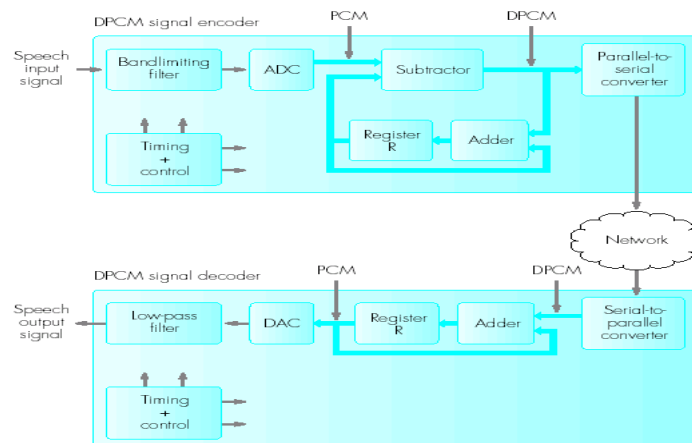 DPCM signal encoder
PCM
DPCM
Speech
input
signal
Bandlimiting
filter
ADC
Subtractor
Parallel-to-
serial
converter
Register
R
Adder
Timing
+
control
Network
DPCM signal decoder
PCM
DPCM
Speech
output
signal
Low-pass
filter
DAC
Register
R
Adder
Serial-to-
parallel
converter
Timing
+
control